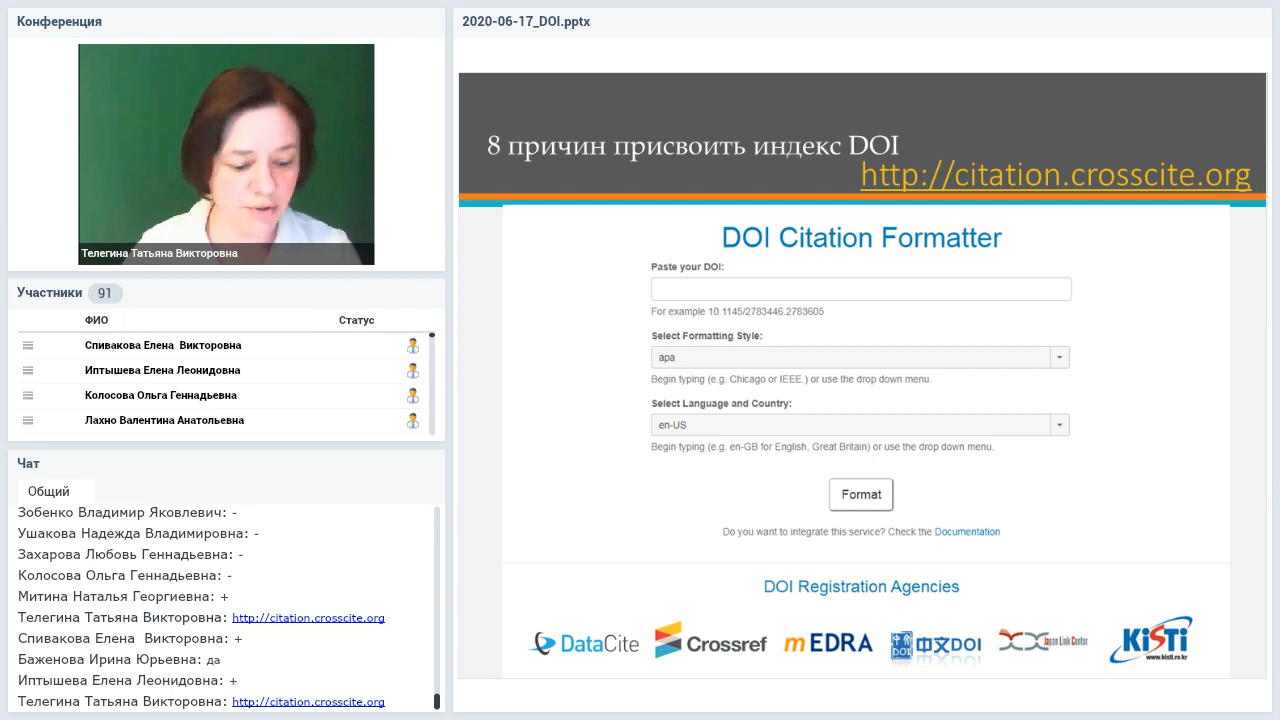 Конференция
Телегина Татьяна Викторовна
Участники 91
ФИО Статус
Спивакова Елена Викторовна
Иптышева Елена Леонидовна
Колосова Ольга Геннадьевна
Лахно Валентина Анатольевна
Чат
Общий
Зобенко Владимир Яковлевич: -
Ушакова Надежда Владимировна: -
Захарова Любовь Геннадьевна: -
Колосова Ольга Геннадьевна: -
Митина Наталья Георгиевна: +
Телегина Татьяна Викторовна: http://citation.crosscite.org
Спивакова Елена Викторовна: +
Баженова Ирина Юрьевна: да
Иптышева Елена Леонидовна: +
Телегина Татьяна Викторовна: http://citation.crosscite.org
2020-06-17_DOI.pptx
8 причин присвоить индекс DOI
http://citation.crosscite.org
DOI Citation Formatter
Paste your DOI:
For example 10.1145/2783446.2783605
Select Formatting Style:
apa
Begin typing (e.g. Chicago or IEEE.) or use the drop down menu.
Select Language and Country:
en-US
Begin typing (e.g. en-GB for English, Great Britain) or use the drop down menu.
Format
Do you want to integrate this service? Check the Documentation
DOI Registration Agencies
DataCite
Crossref
mEDRA
中文DOI
Japan Link Center
KiSTi
www.kisti.re.kr